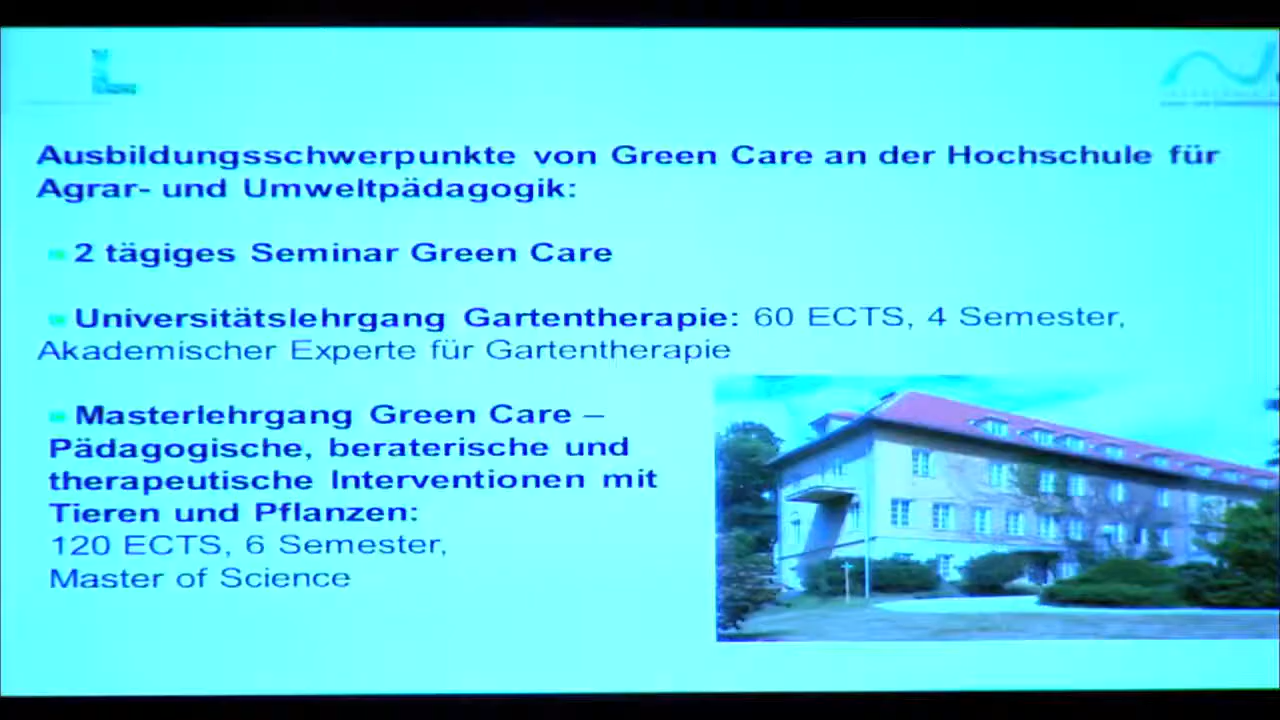 L
Ausbildungsschwerpunkte von Green Care an der Hochschule für
Agrar- und Umweltpädagogik:
2 tägiges Seminar Green Care
Universitätslehrgang Gartentherapie: 60 ECTS, 4 Semester,
Akademischer Experte für Gartentherapie
Masterlehrgang Green Care –
Pädagogische, beraterische und
therapeutische Interventionen mit
Tieren und Pflanzen:
120 ECTS, 6 Semester,
Master of Science